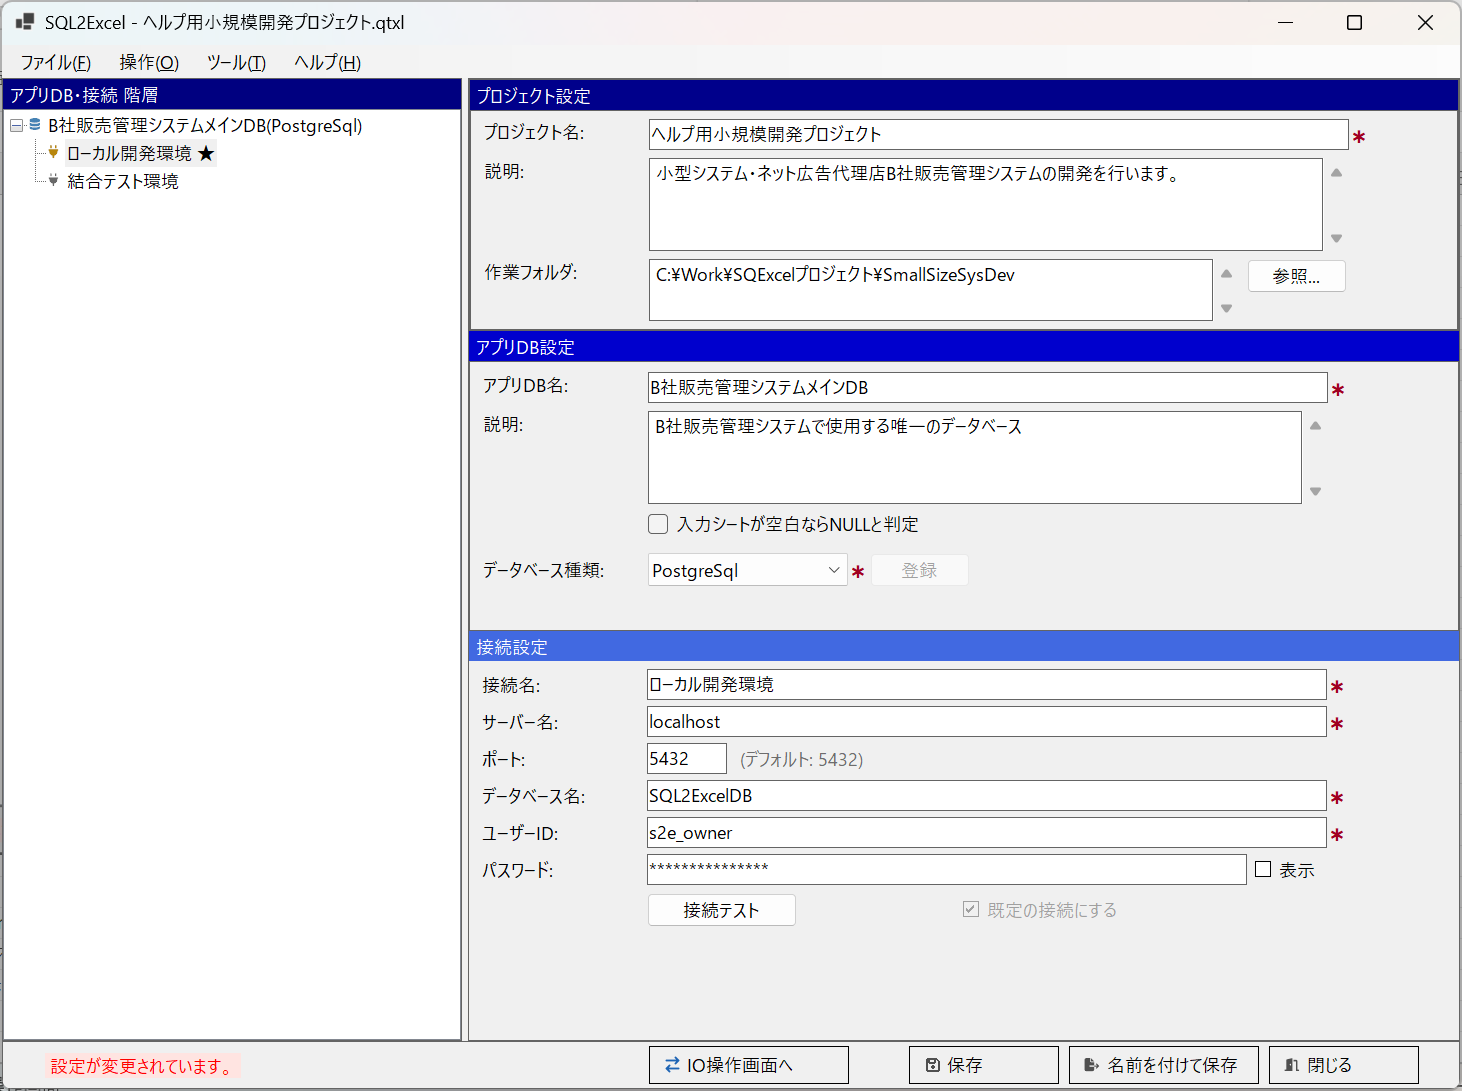 SQL2Excel - ヘルプ用小規模開発プロジェクト.qtxl
ファイル(F) 操作(O) ツール(T) ヘルプ(H)
アプリDB・接続 階層
B社販売管理システムメインDB(PostgreSql)
ローカル開発環境 ★
結合テスト環境
プロジェクト設定
プロジェクト名: ヘルプ用小規模開発プロジェクト *
説明: 小型システム・ネット広告代理店B社販売管理システムの開発を行います。
作業フォルダ: C:¥Work¥SQExcelプロジェクト¥SmallSizeSysDev 参照...
アプリDB設定
アプリDB名: B社販売管理システムメインDB *
説明: B社販売管理システムで使用する唯一のデータベース
入力シートが空白ならNULLと判定
データベース種類: PostgreSql * 登録
接続設定
接続名: ローカル開発環境 *
サーバー名: localhost *
ポート: 5432 (デフォルト: 5432)
データベース名: SQL2ExcelDB *
ユーザーID: s2e_owner *
パスワード: *************** 表示
接続テスト 既定の接続にする
設定が変更されています。 IO操作画面へ 保存 名前を付けて保存 閉じる